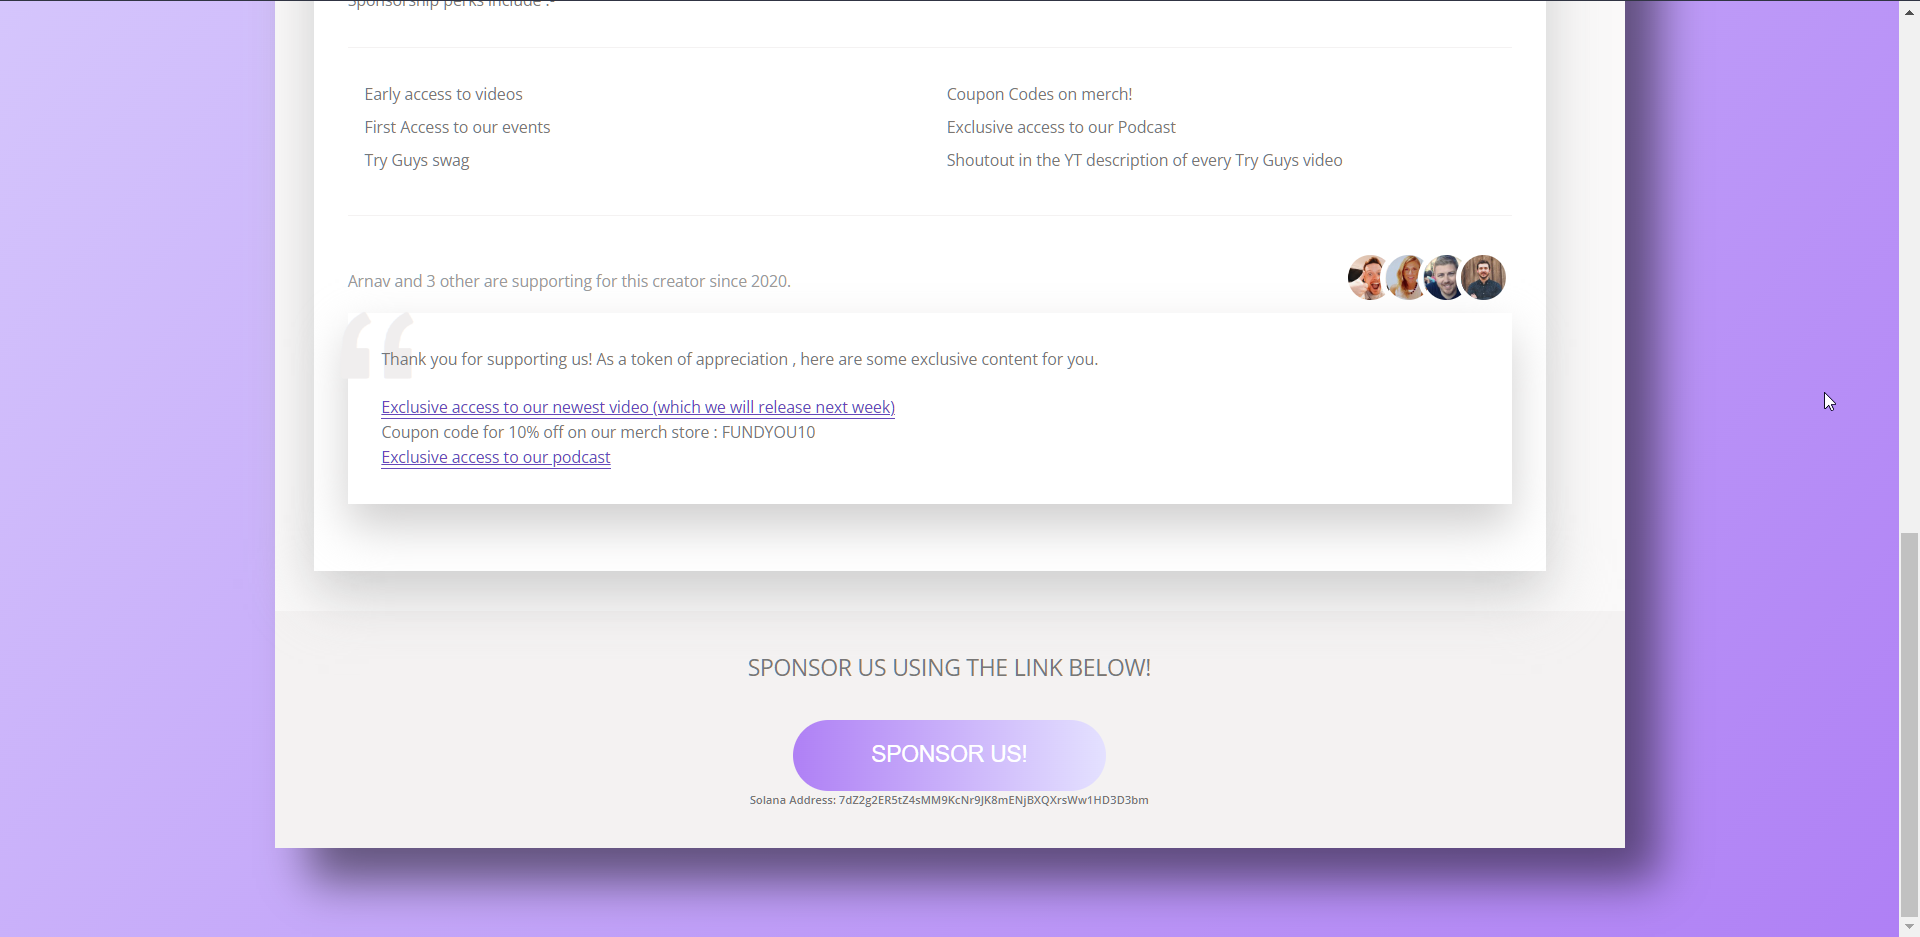 Sponsorship perks include :-
Early access to videos
First Access to our events
Try Guys swag
Coupon Codes on merch!
Exclusive access to our Podcast
Shoutout in the YT description of every Try Guys video
Arnav and 3 other are supporting for this creator since 2020.
“
Thank you for supporting us! As a token of appreciation , here are some exclusive content for you.
Exclusive access to our newest video (which we will release next week)
Coupon code for 10% off on our merch store : FUNDYOU10
Exclusive access to our podcast
SPONSOR US USING THE LINK BELOW!
SPONSOR US!
Solana Address: 7dZ2g2ER5tZ4sMM9KcNr9JK8mENjBXQXrsWw1HD3D3bm